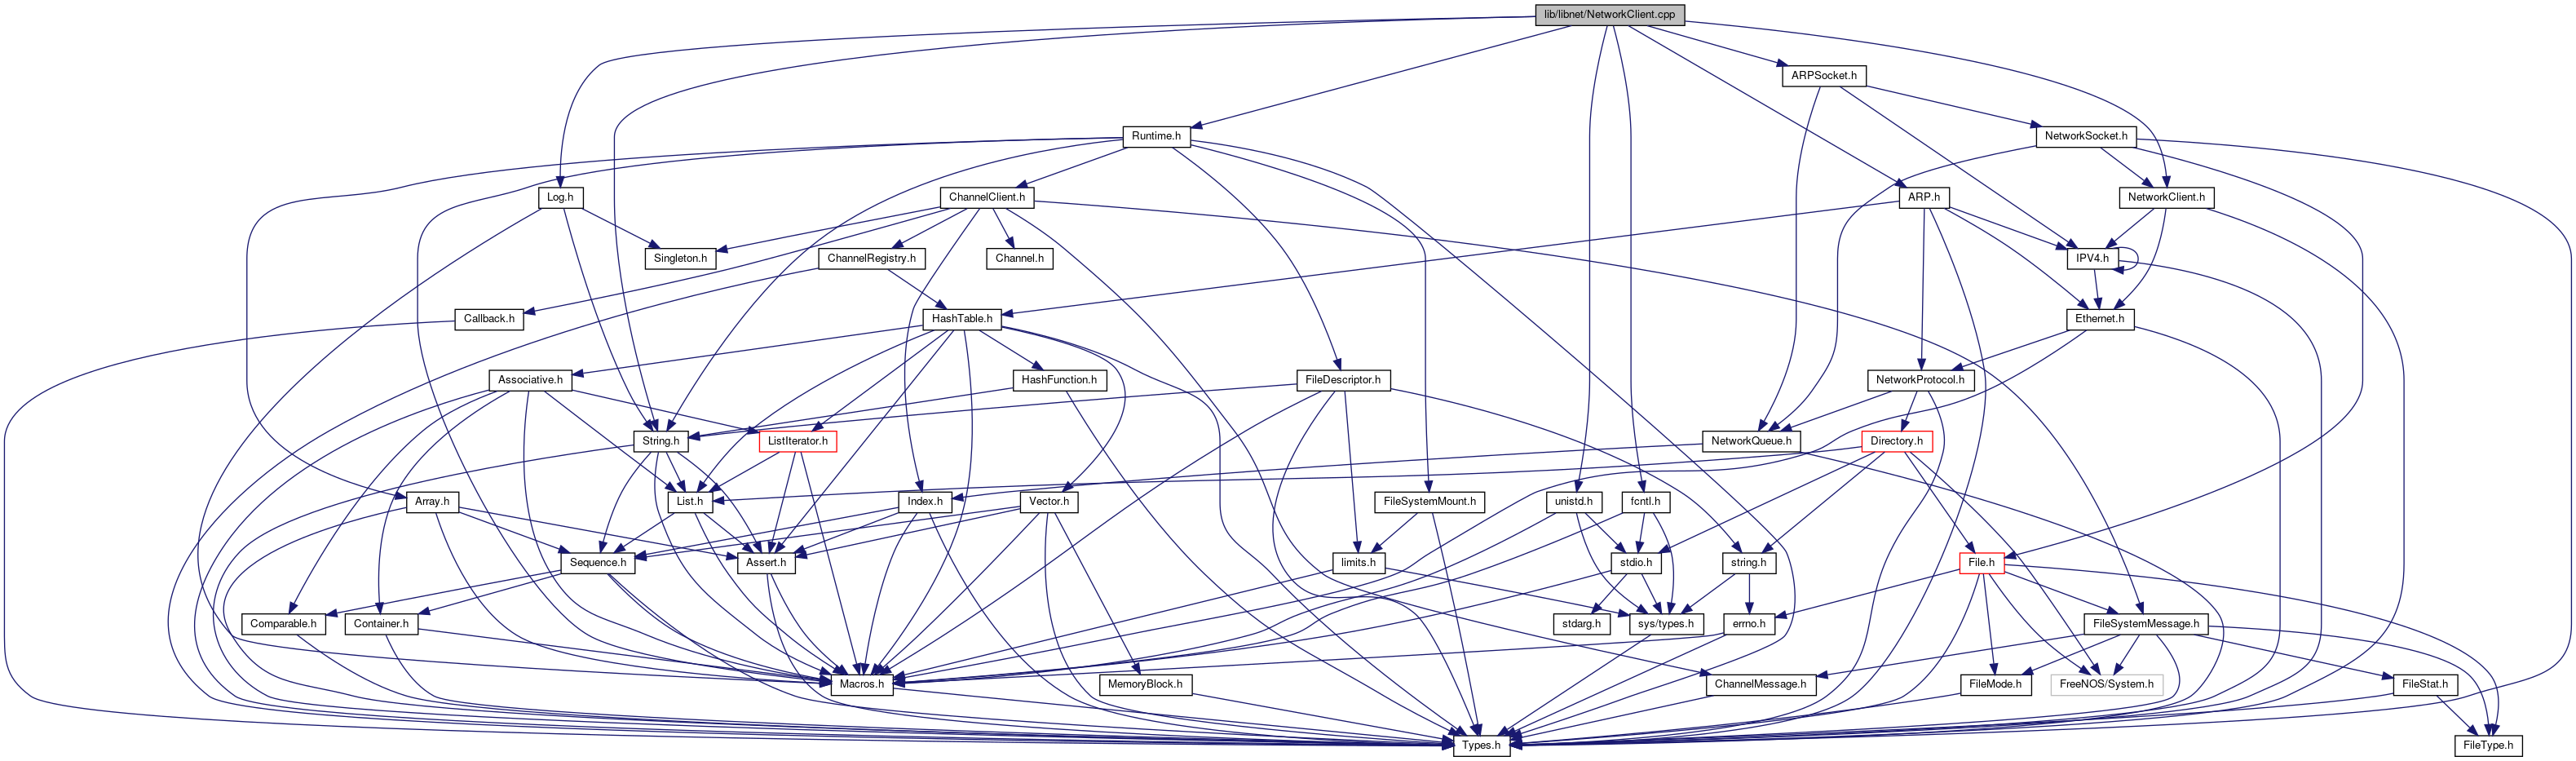 lib/libnet/NetworkClient.cpp
ARPSocket.h
Runtime.h
NetworkSocket.h
Log.h
ChannelClient.h
ARP.h
NetworkClient.h
Singleton.h
ChannelRegistry.h
Channel.h
IPV4.h
Callback.h
HashTable.h
Ethernet.h
Associative.h
HashFunction.h
FileDescriptor.h
NetworkProtocol.h
String.h
ListIterator.h
NetworkQueue.h
Directory.h
Array.h
List.h
Index.h
Vector.h
FileSystemMount.h
unistd.h
fcntl.h
Sequence.h
Assert.h
limits.h
stdio.h
string.h
File.h
Comparable.h
Container.h
stdarg.h
sys/types.h
errno.h
FileSystemMessage.h
Macros.h
MemoryBlock.h
ChannelMessage.h
FileMode.h
FreeNOS/System.h
FileStat.h
Types.h
FileType.h